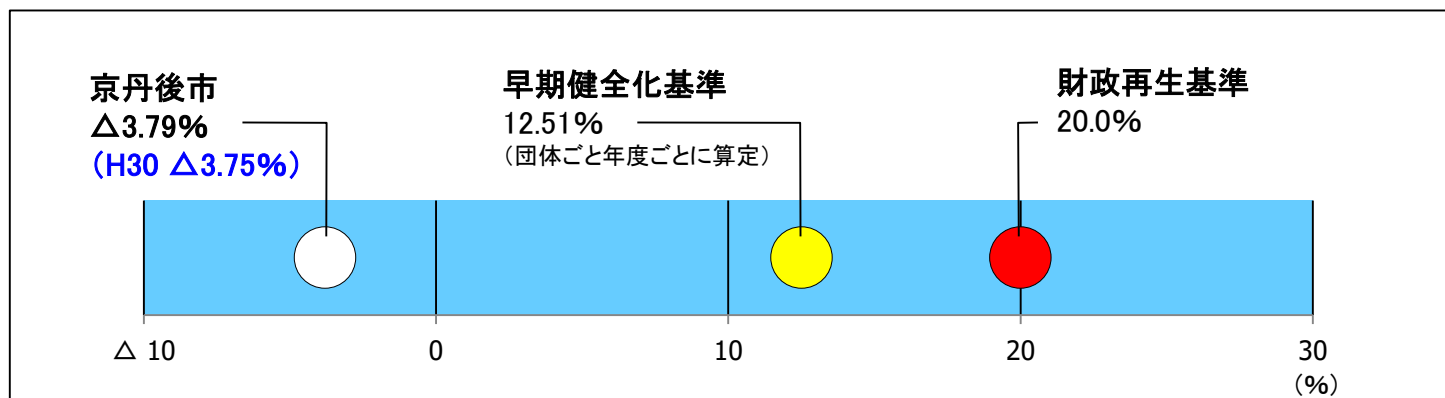 京丹後市
△3.79%
（H30 △3.75%）
早期健全化基準
12.51%
（団体ごと年度ごとに算定）
財政再生基準
20.0%
△ 10
0
10
20
30
（%）